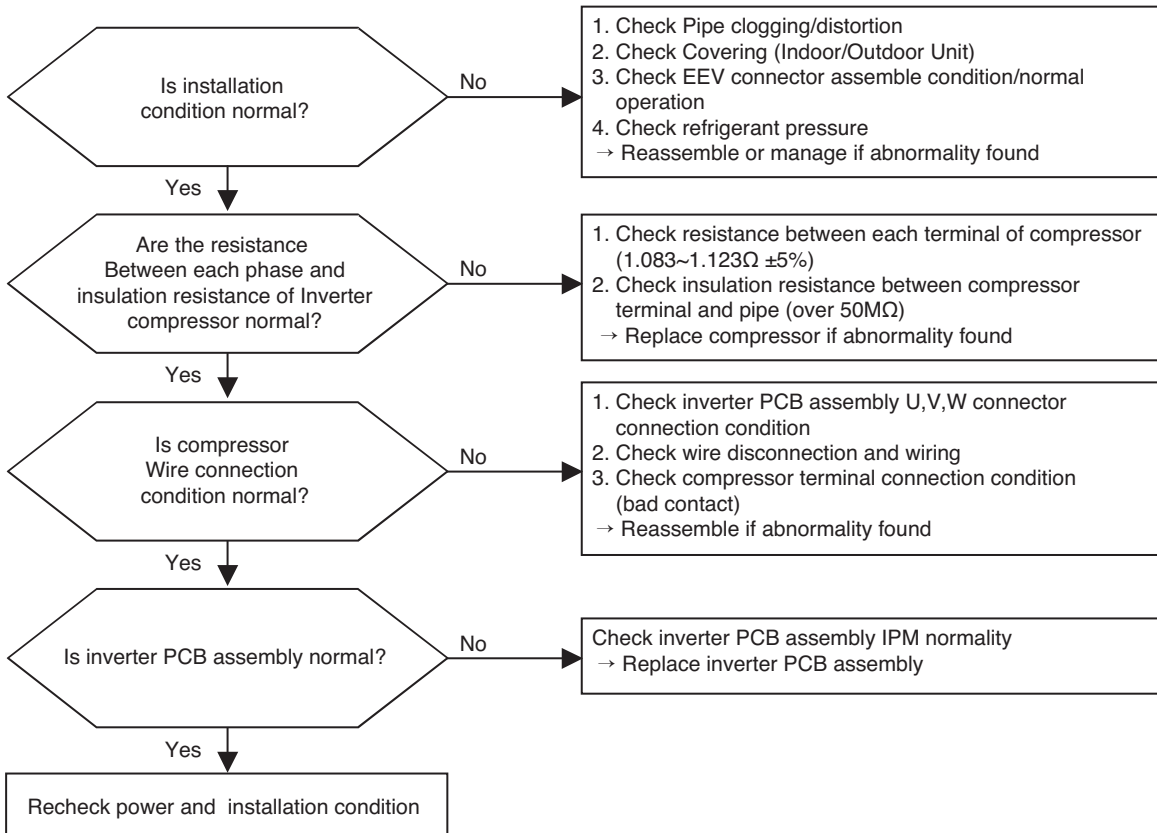 Is installation
condition normal?
No
1. Check Pipe clogging/distortion
2. Check Covering (Indoor/Outdoor Unit)
3. Check EEV connector assemble condition/normal
operation
4. Check refrigerant pressure
→ Reassemble or manage if abnormality found
Yes
Are the resistance
Between each phase and
insulation resistance of Inverter
compressor normal?
No
1. Check resistance between each terminal of compressor
(1.083~1.123Ω ±5%)
2. Check insulation resistance between compressor
terminal and pipe (over 50MΩ)
→ Replace compressor if abnormality found
Yes
Is compressor
Wire connection
condition normal?
No
1. Check inverter PCB assembly U,V,W connector
connection condition
2. Check wire disconnection and wiring
3. Check compressor terminal connection condition
(bad contact)
→ Reassemble if abnormality found
Yes
Is inverter PCB assembly normal?
No
Check inverter PCB assembly IPM normality
→ Replace inverter PCB assembly
Yes
Recheck power and installation condition